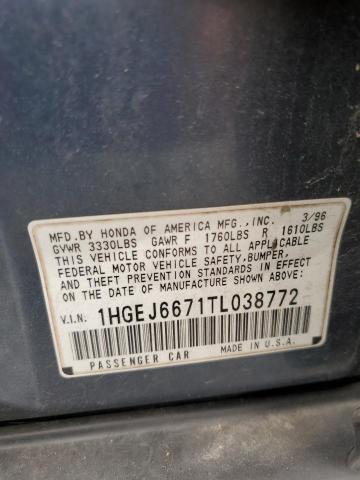 MFD.BY HONDA OF AMERICA MFG.,INC. 3/96
GVWR 3330LBS GAWR F 1760LBS R 1610LBS
THIS VEHICLE CONFORMS TO ALL APPLICABLE
FEDERAL MOTOR VEHICLE SAFETY,BUMPER,
AND THEFT PREVENTION STANDARDS IN EFFECT
ON THE DATE OF MANUFACTURE SHOWN ABOVE.
V.I.N. 1HGEJ6671TL038772
PASSENGER CAR MADE IN U.S.A.